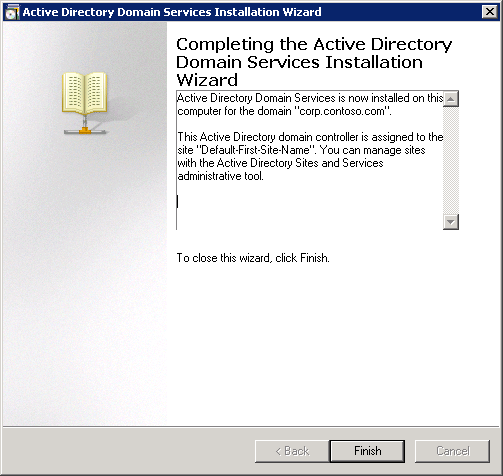 Active Directory Domain Services Installation Wizard
Completing the Active Directory
Domain Services Installation
Wizard
Active Directory Domain Services is now installed on this
computer for the domain "corp.contoso.com".
This Active Directory domain controller is assigned to the
site "Default-First-Site-Name". You can manage sites
with the Active Directory Sites and Services
administrative tool.
To close this wizard, click Finish.
< Back
Finish
Cancel